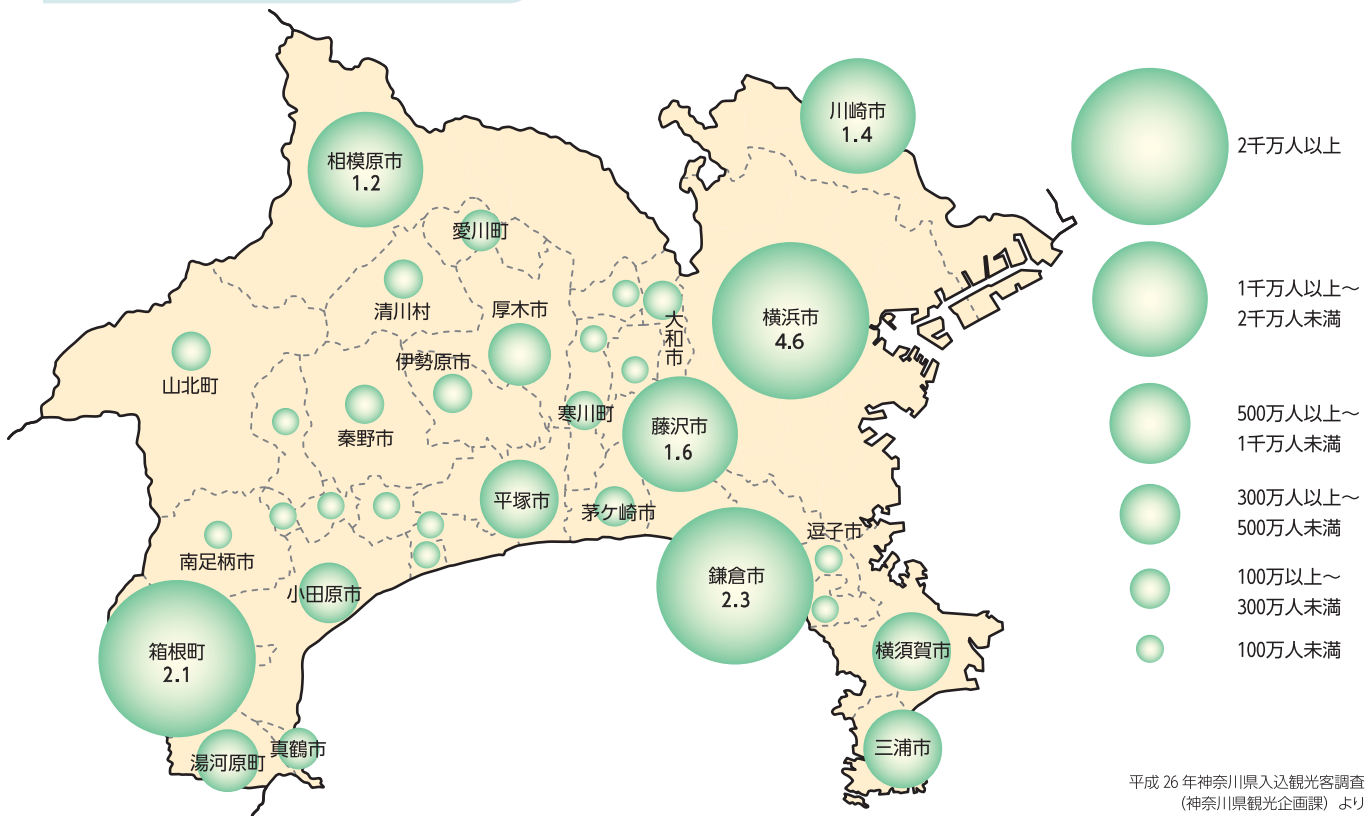 川崎市
1.4
相模原市
1.2
愛川町
清川村
厚木市
大和市
横浜市
4.6
伊勢原市
山北町
秦野市
寒川町
藤沢市
1.6
平塚市
茅ケ崎市
逗子市
南足柄市
小田原市
鎌倉市
2.3
箱根町
2.1
横須賀市
湯河原町
真鶴市
三浦市
2千万人以上
1千万人以上～
2千万人未満
500万人以上～
1千万人未満
300万人以上～
500万人未満
100万以上～
300万人未満
100万人未満
平成 26 年神奈川県入込観光客調査
（神奈川県観光企画課）より